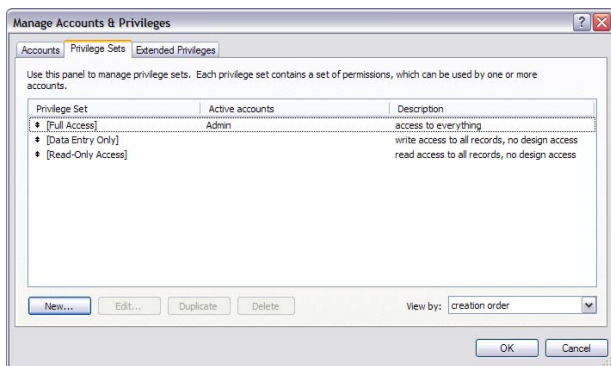 Manage Accounts & Privileges
Accounts Privilege Sets Extended Privileges
Use this panel to manage privilege sets. Each privilege set contains a set of permissions, which can be used by one or more
accounts.
Privilege Set Active accounts Description
[Full Access] Admin access to everything
[Data Entry Only] write access to all records, no design access
[Read-Only Access] read access to all records, no design access
New... Edit... Duplicate Delete View by: creation order
OK Cancel